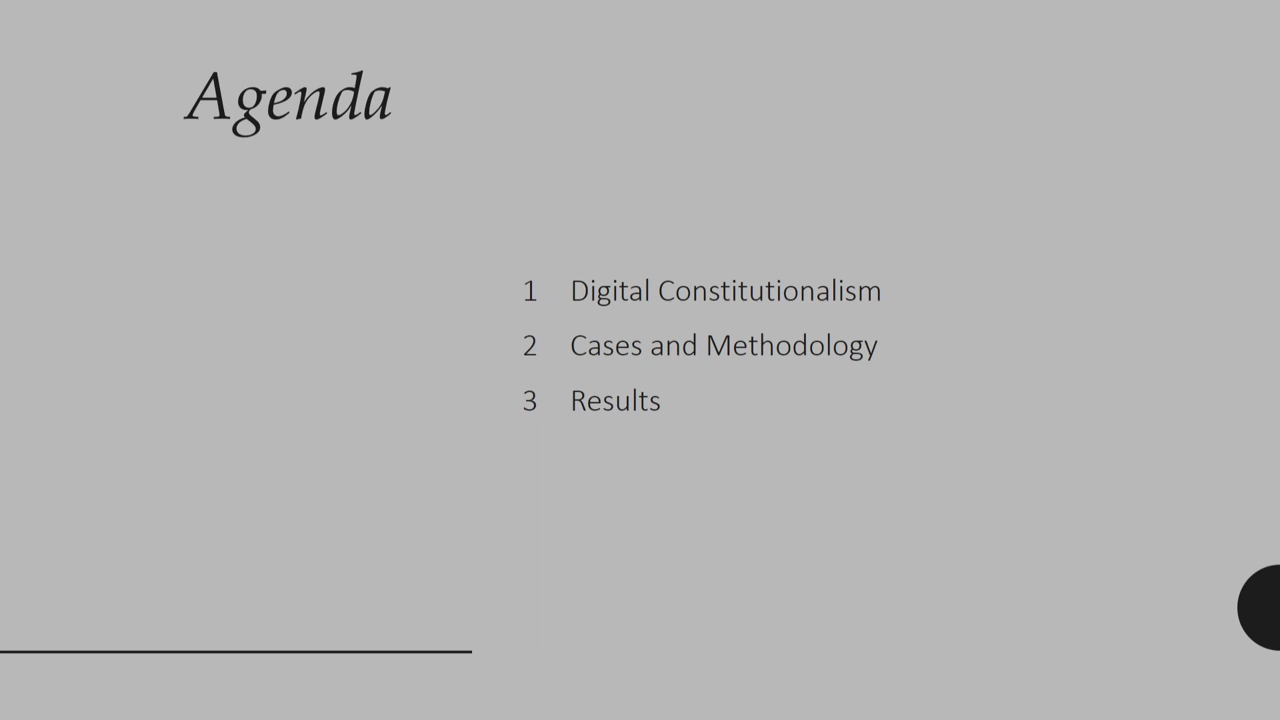 Agenda
1 Digital Constitutionalism
2 Cases and Methodology
3 Results